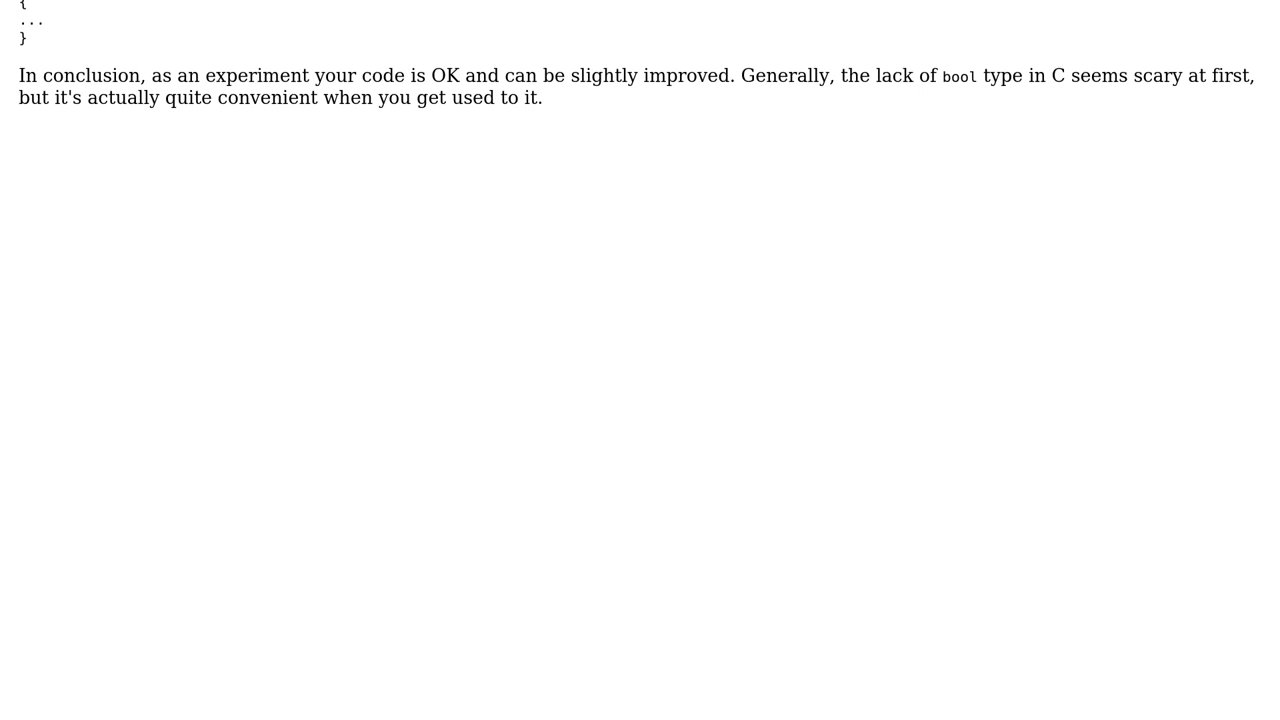 {
...
}
In conclusion, as an experiment your code is OK and can be slightly improved. Generally, the lack of bool type in C seems scary at first,
but it's actually quite convenient when you get used to it.